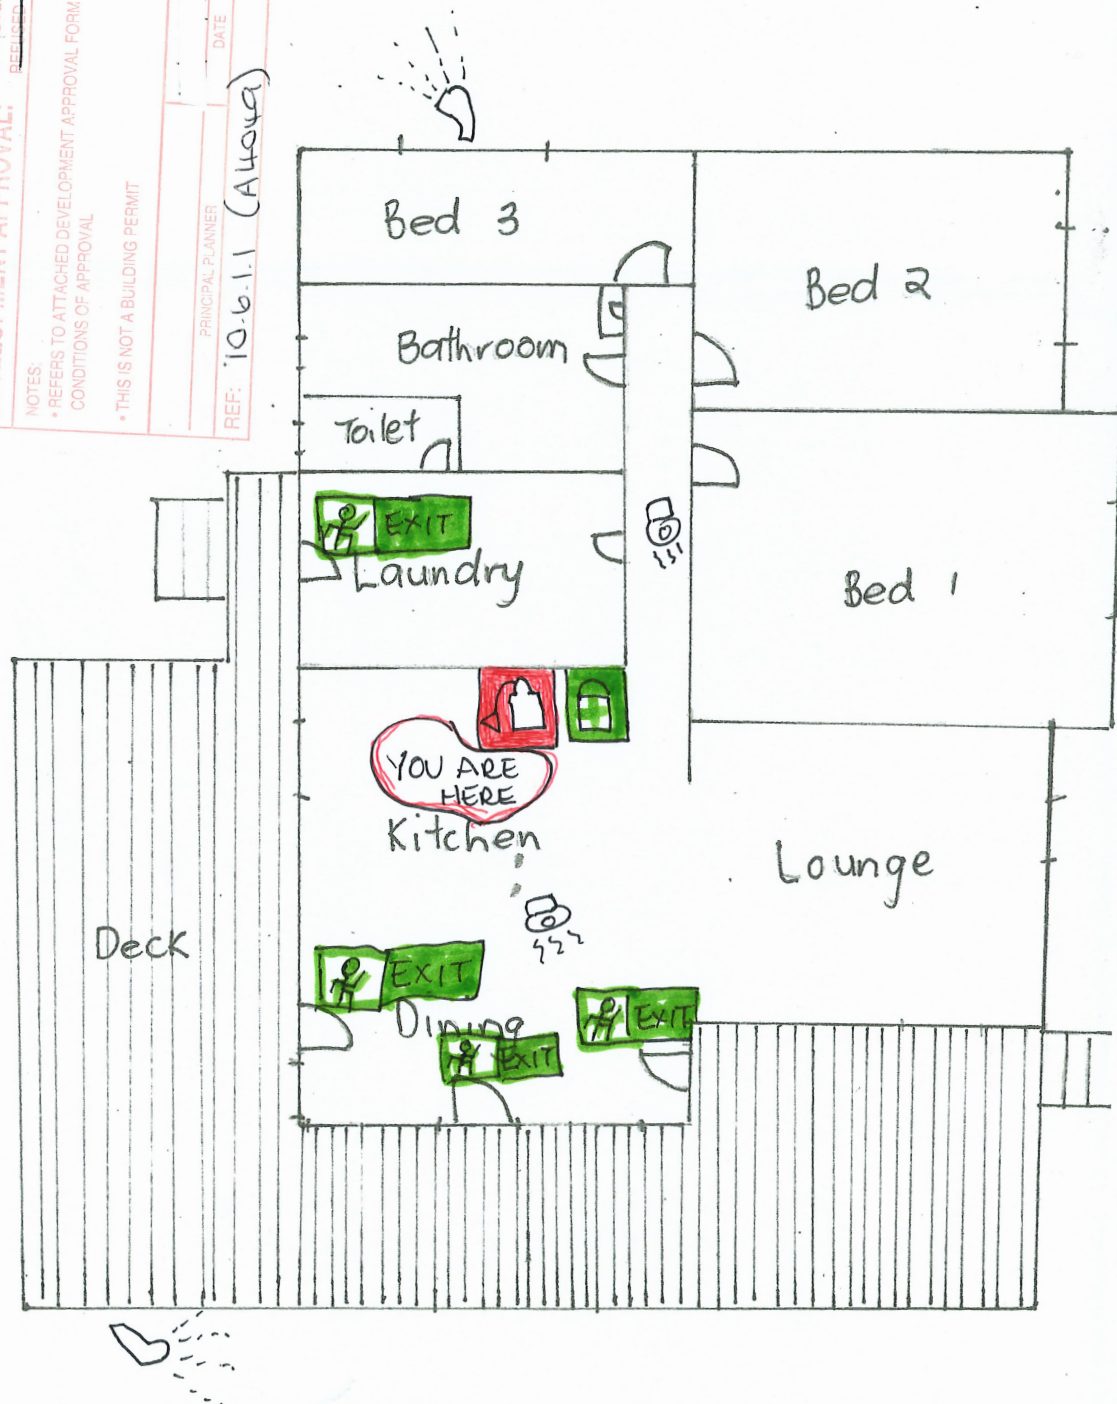 REFUSED
NOTES:
• REFERS TO ATTACHED DEVELOPMENT APPROVAL FORM
CONDITIONS OF APPROVAL
• THIS IS NOT A BUILDING PERMIT
PRINCIPAL PLANNER
DATE
REF: 10.6.1.1 (A4049)
Bed 3
Bed 2
Bathroom
Toilet
EXIT
Laundry
Bed 1
YOU ARE
HERE
Kitchen
Lounge
Deck
EXIT
Dining
EXIT
EXIT